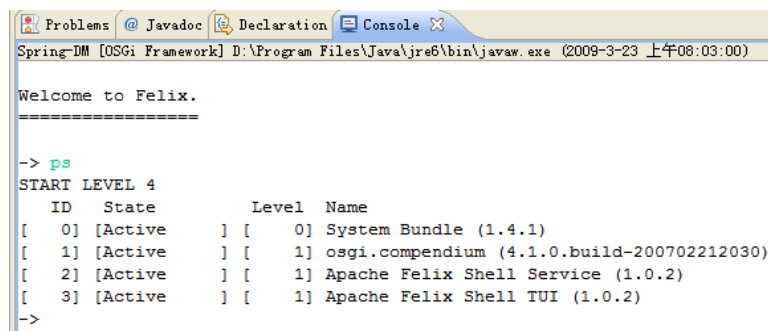 Problems @ Javadoc Declaration Console
Spring-DM [OSGi Framework] D:\Program Files\Java\jre6\bin\javaw.exe (2009-3-23 上午08:03:00)
Welcome to Felix.
=================
-> ps
START LEVEL 4
   ID   State         Level  Name
[   0] [Active     ] [    0] System Bundle (1.4.1)
[   1] [Active     ] [    1] osgi.compendium (4.1.0.build-200702212030)
[   2] [Active     ] [    1] Apache Felix Shell Service (1.0.2)
[   3] [Active     ] [    1] Apache Felix Shell TUI (1.0.2)
->